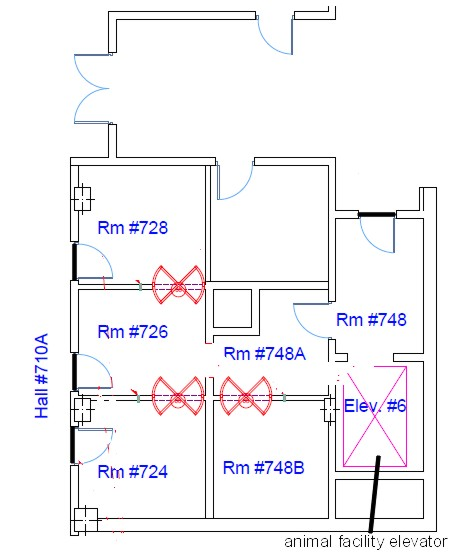 Rm #728
Rm #726
Rm #748
Hall #710A
Rm #748A
Elev. #6
Rm #724
Rm #748B
animal facility elevator